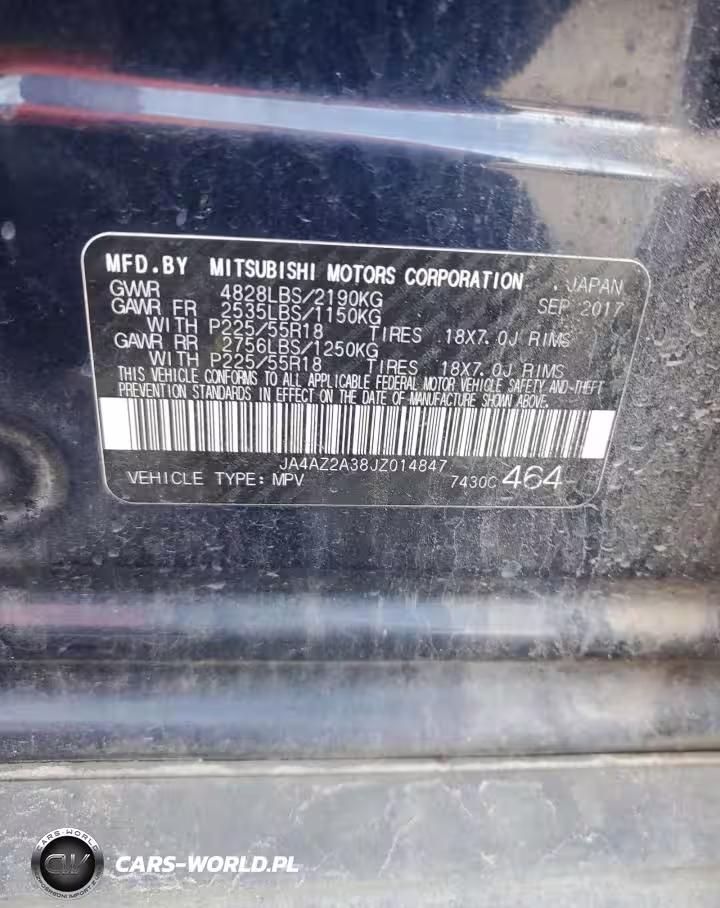 MFD.BY MITSUBISHI MOTORS CORPORATION , JAPAN
GVWR 4828LBS/2190KG SEP 2017
GAWR FR 2535LBS/1150KG
WITH P225/55R18 TIRES 18X7.0J RIMS
GAWR RR 2756LBS/1250KG
WITH P225/55R18 TIRES 18X7.0J RIMS
THIS VEHICLE CONFORMS TO ALL APPLICABLE FEDERAL MOTOR VEHICLE SAFETY AND-THEFT
PREVENTION STANDARDS IN EFFECT ON THE DATE OF MANUFACTURE SHOWN ABOVE.
JA4AZ2A38JZ014847
VEHICLE TYPE: MPV 7430C 464-
CARS-WORLD
CW
CARS-WORLD.PL